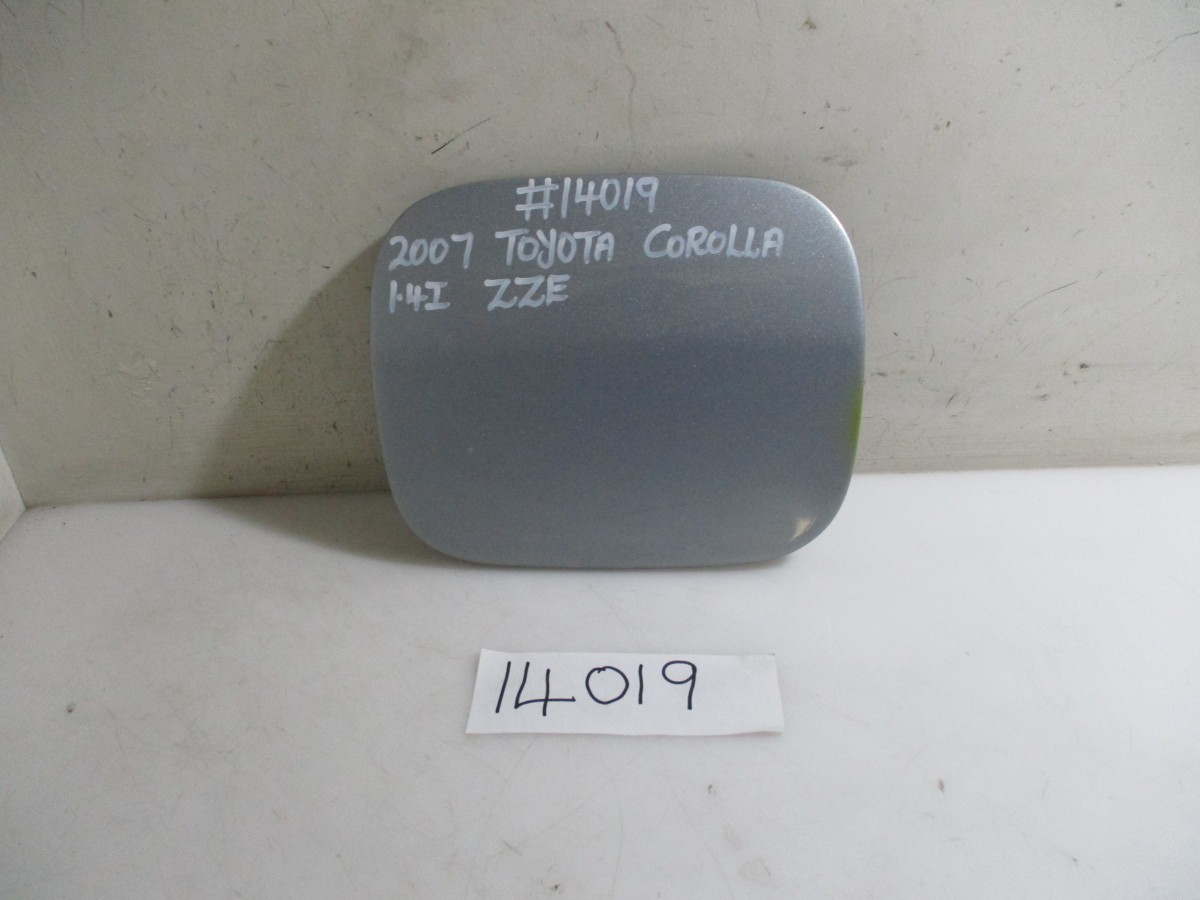 #14019
2007 TOYOTA COROLLA
1.4I ZZE
14019